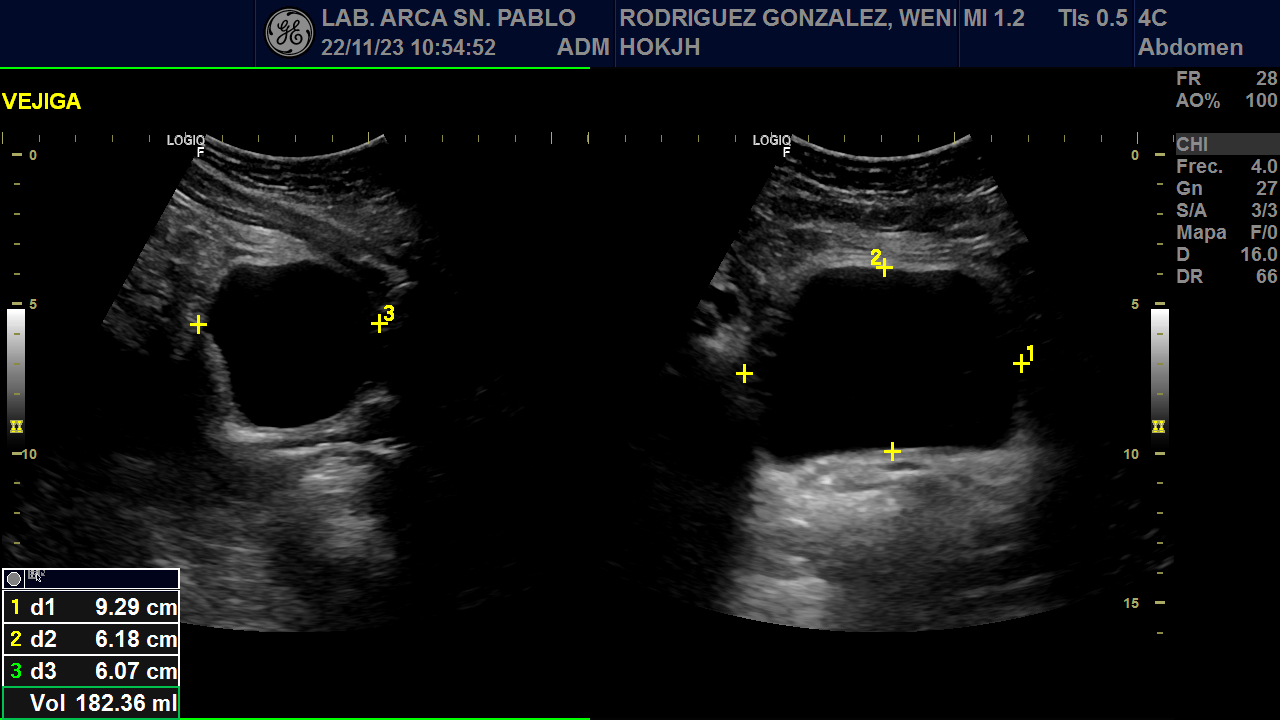 LAB. ARCA SN. PABLO
22/11/23 10:54:52 ADM
RODRIGUEZ GONZALEZ, WENI
HOKJH
MI 1.2 TIs 0.5
4C
Abdomen
VEJIGA
FR 28
AO% 100
CHI
Frec. 4.0
Gn 27
S/A 3/3
Mapa F/0
D 16.0
DR 66
LOGIQ
F
LOGIQ
F
0
5
10
0
5
10
15
3
2
1
1 d1 9.29 cm
2 d2 6.18 cm
3 d3 6.07 cm
Vol 182.36 ml